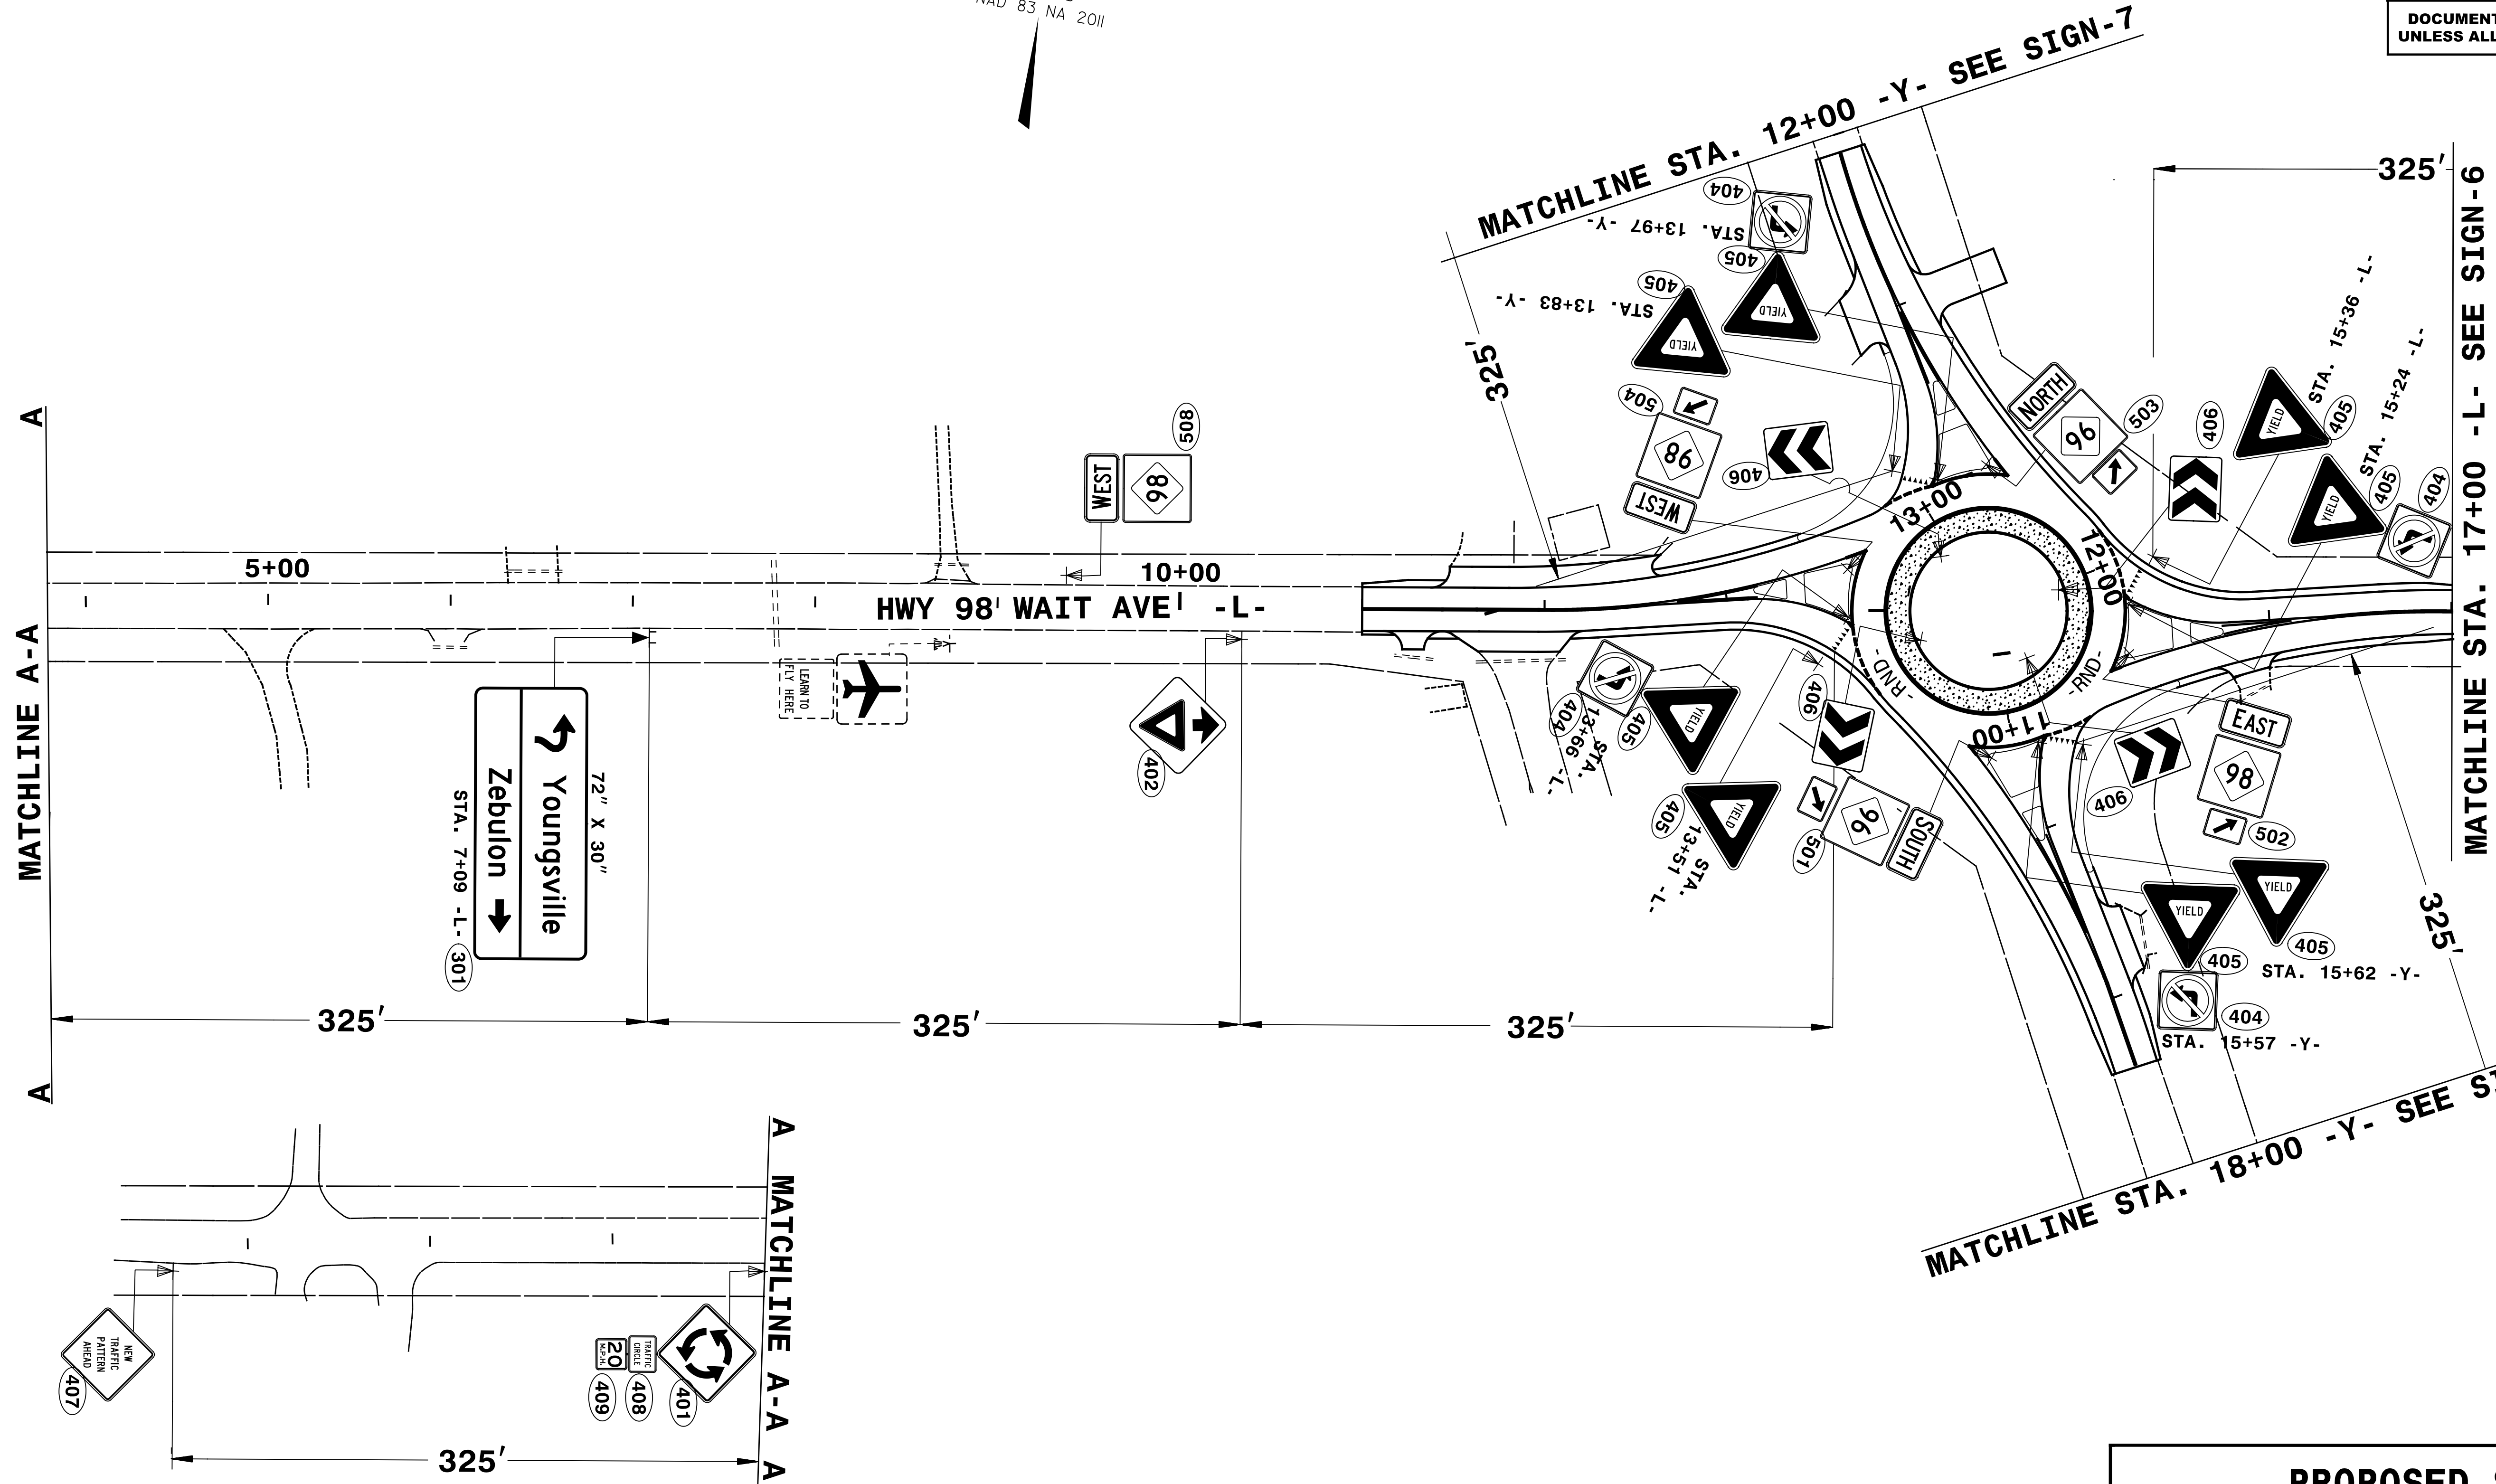 NAD 83 NA 2011
DOCUMENT
UNLESS ALL
MATCHLINE STA. 12+00 -Y- SEE SIGN-7
325'
MATCHLINE STA. 17+00 -L- SEE SIGN-6
404
STA. 13+97 -Y-
405
YIELD
405
STA. 13+83 -Y-
YIELD
325'
504
98
WEST
406
NORTH
96
503
406
STA. 15+36 -L-
405
YIELD
STA. 15+24 -L-
405
YIELD
404
A
MATCHLINE A-A
A
5+00
508
WEST
98
10+00
HWY 98 WAIT AVE -L-
13+00
12+00
11+00
-RND-
-RND-
LEARN TO
FLY HERE
402
72" X 30"
Youngsville
Zebulon
STA. 7+09 -L-
301
404
STA. 13+66 -L-
405
YIELD
405
YIELD
STA. 13+51 -L-
406
501
96
SOUTH
406
EAST
98
502
YIELD
405
STA. 15+62 -Y-
YIELD
405
404
STA. 15+57 -Y-
325'
325'
325'
325'
MATCHLINE STA. 18+00 -Y- SEE
A
MATCHLINE A-A
A
NEW
TRAFFIC
PATTERN
AHEAD
407
401
TRAFFIC
CIRCLE
408
20
M.P.H.
409
325'
PROPOSED